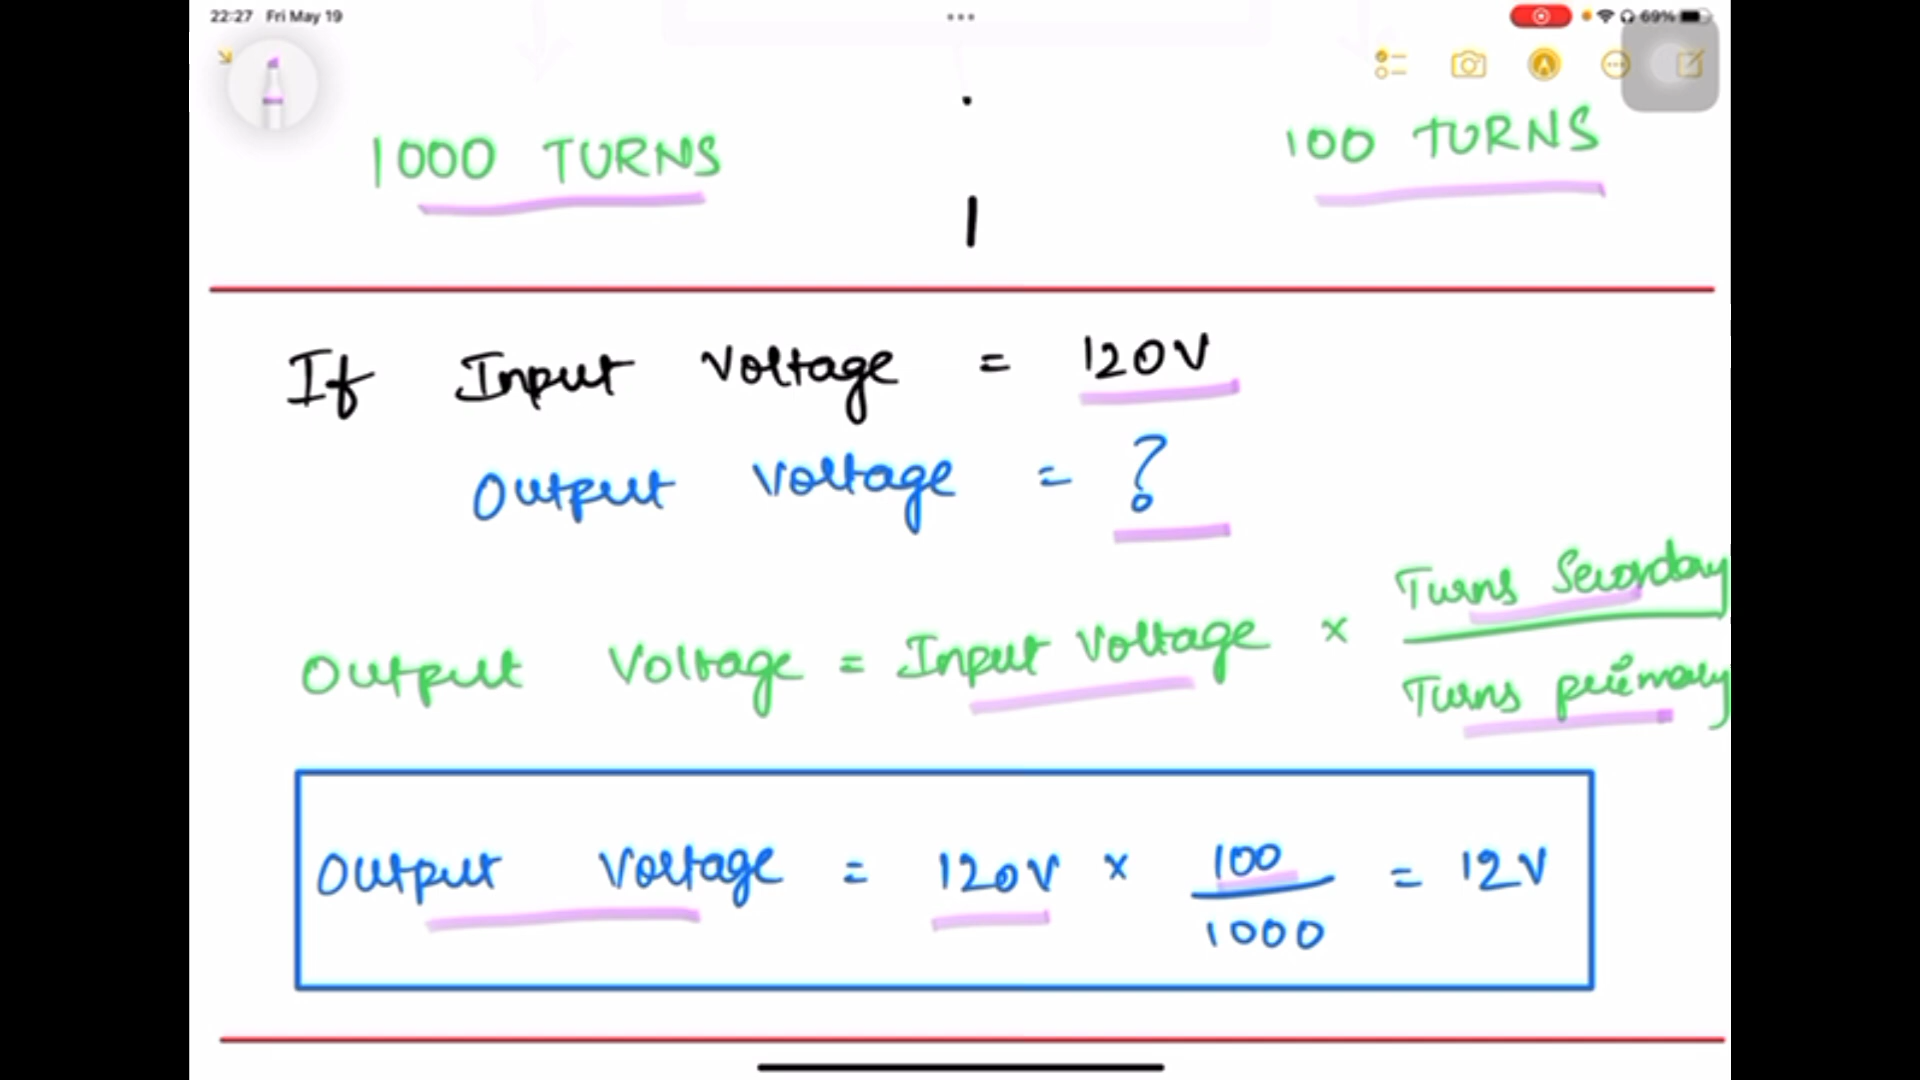 22:27 Fri May 19
69%
1000 TURNS 100 TURNS
If Input Voltage = 120V
Output Voltage = ?
Output Voltage = Input Voltage × Turns Secondary / Turns primary
Output Voltage = 120V × 100 / 1000 = 12V